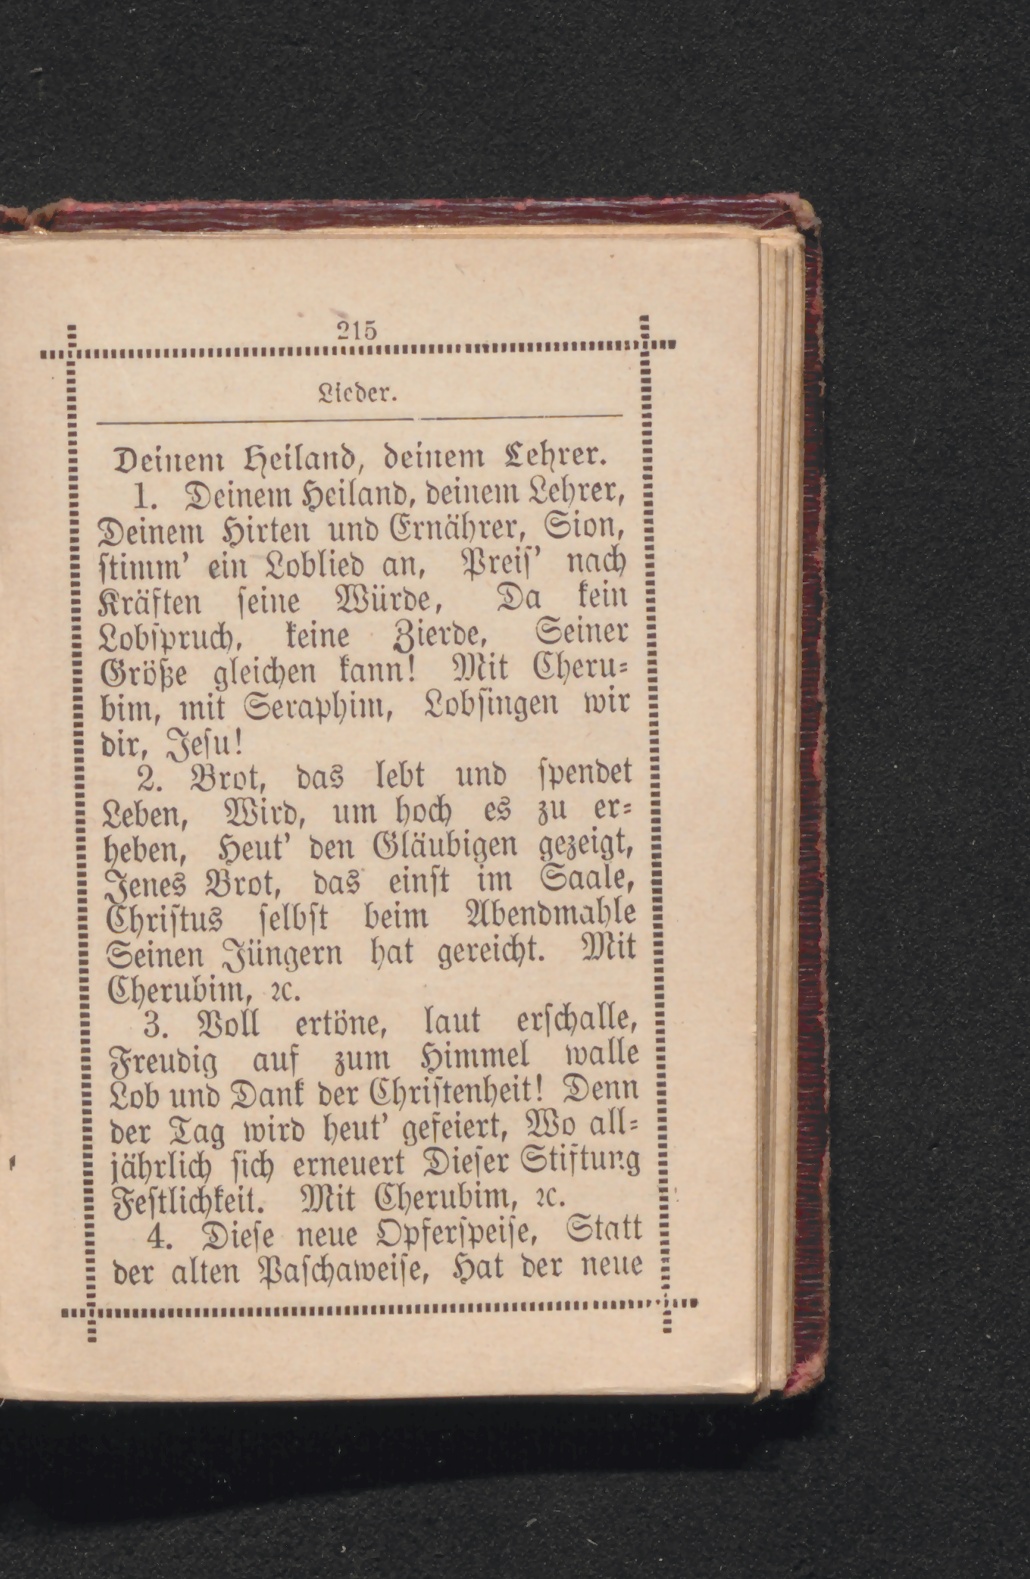 215
Lieder.
Deinem Heiland, deinem Lehrer.
1. Deinem Heiland, deinem Lehrer,
Deinem Hirten und Ernährer, Sion,
stimm' ein Loblied an, Preis' nach
Kräften seine Würde, Da kein
Lobspruch, keine Zierde, Seiner
Größe gleichen kann! Mit Cheru-
bim, mit Seraphim, Lobsingen wir
dir, Jesu!
2. Brot, das lebt und spendet
Leben, Wird, um hoch es zu er-
heben, Heut' den Gläubigen gezeigt,
Jenes Brot, das einst im Saale,
Christus selbst beim Abendmahle
Seinen Jüngern hat gereicht. Mit
Cherubim, ꝛc.
3. Voll ertöne, laut erschalle,
Freudig auf zum Himmel walle
Lob und Dank der Christenheit! Denn
der Tag wird heut' gefeiert, Wo all-
jährlich sich erneuert Dieser Stiftung
Festlichkeit. Mit Cherubim, ꝛc.
4. Diese neue Opferspeise, Statt
der alten Paschaweise, Hat der neue